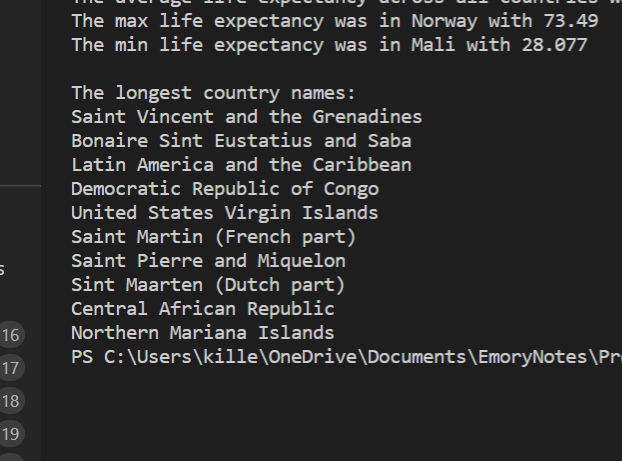 The average life expectancy across all countries w
The max life expectancy was in Norway with 73.49
The min life expectancy was in Mali with 28.077
The longest country names:
Saint Vincent and the Grenadines
Bonaire Sint Eustatius and Saba
Latin America and the Caribbean
Democratic Republic of Congo
United States Virgin Islands
Saint Martin (French part)
Saint Pierre and Miquelon
Sint Maarten (Dutch part)
Central African Republic
Northern Mariana Islands
PS C:\Users\kille\OneDrive\Documents\EmoryNotes\Pr
s
16
17
18
19